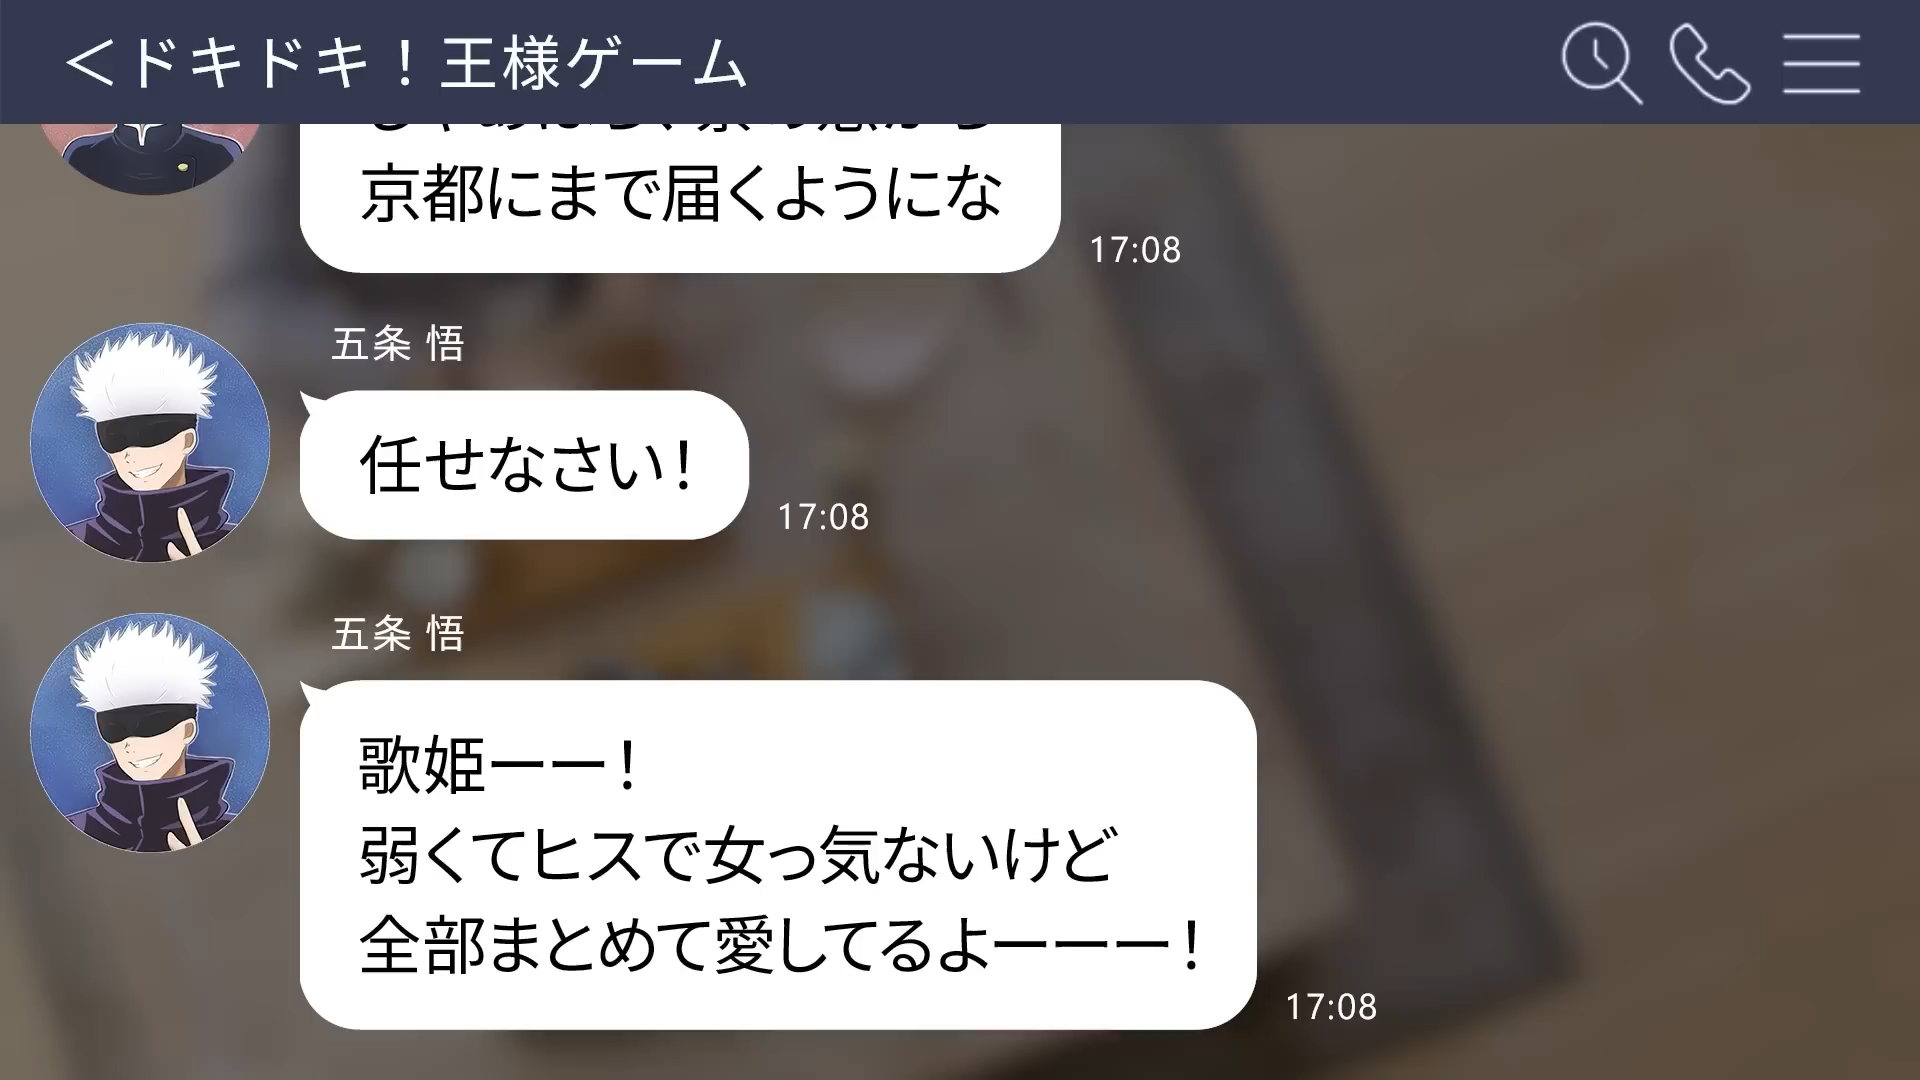 ＜ドキドキ！王様ゲーム
京都にまで届くようにな
17:08
五条 悟
任せなさい！
17:08
五条 悟
歌姫ーー！
弱くてヒスで女っ気ないけど
全部まとめて愛してるよーーー！
17:08